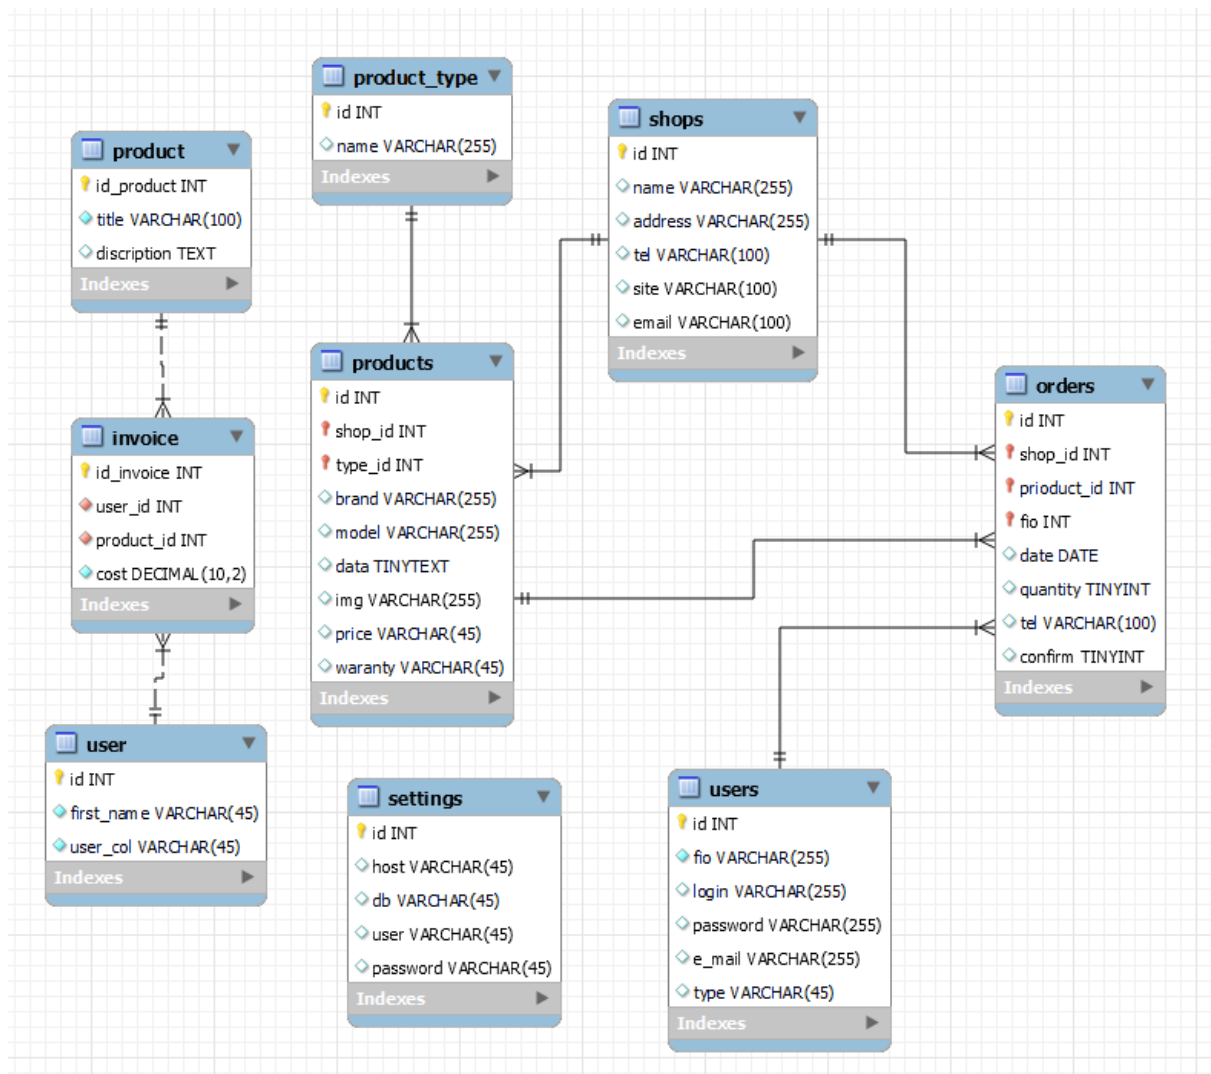 product_type
id INT
name VARCHAR(255)
Indexes
shops
id INT
name VARCHAR(255)
address VARCHAR(255)
tel VARCHAR(100)
site VARCHAR(100)
email VARCHAR(100)
Indexes
product
id_product INT
title VARCHAR(100)
discription TEXT
Indexes
products
id INT
shop_id INT
type_id INT
brand VARCHAR(255)
model VARCHAR(255)
data TINYTEXT
img VARCHAR(255)
price VARCHAR(45)
waranty VARCHAR(45)
Indexes
orders
id INT
shop_id INT
prioduct_id INT
fio INT
date DATE
quantity TINYINT
tel VARCHAR(100)
confirm TINYINT
Indexes
invoice
id_invoice INT
user_id INT
product_id INT
cost DECIMAL(10,2)
Indexes
user
id INT
first_name VARCHAR(45)
user_col VARCHAR(45)
Indexes
settings
id INT
host VARCHAR(45)
db VARCHAR(45)
user VARCHAR(45)
password VARCHAR(45)
Indexes
users
id INT
fio VARCHAR(255)
login VARCHAR(255)
password VARCHAR(255)
e_mail VARCHAR(255)
type VARCHAR(45)
Indexes